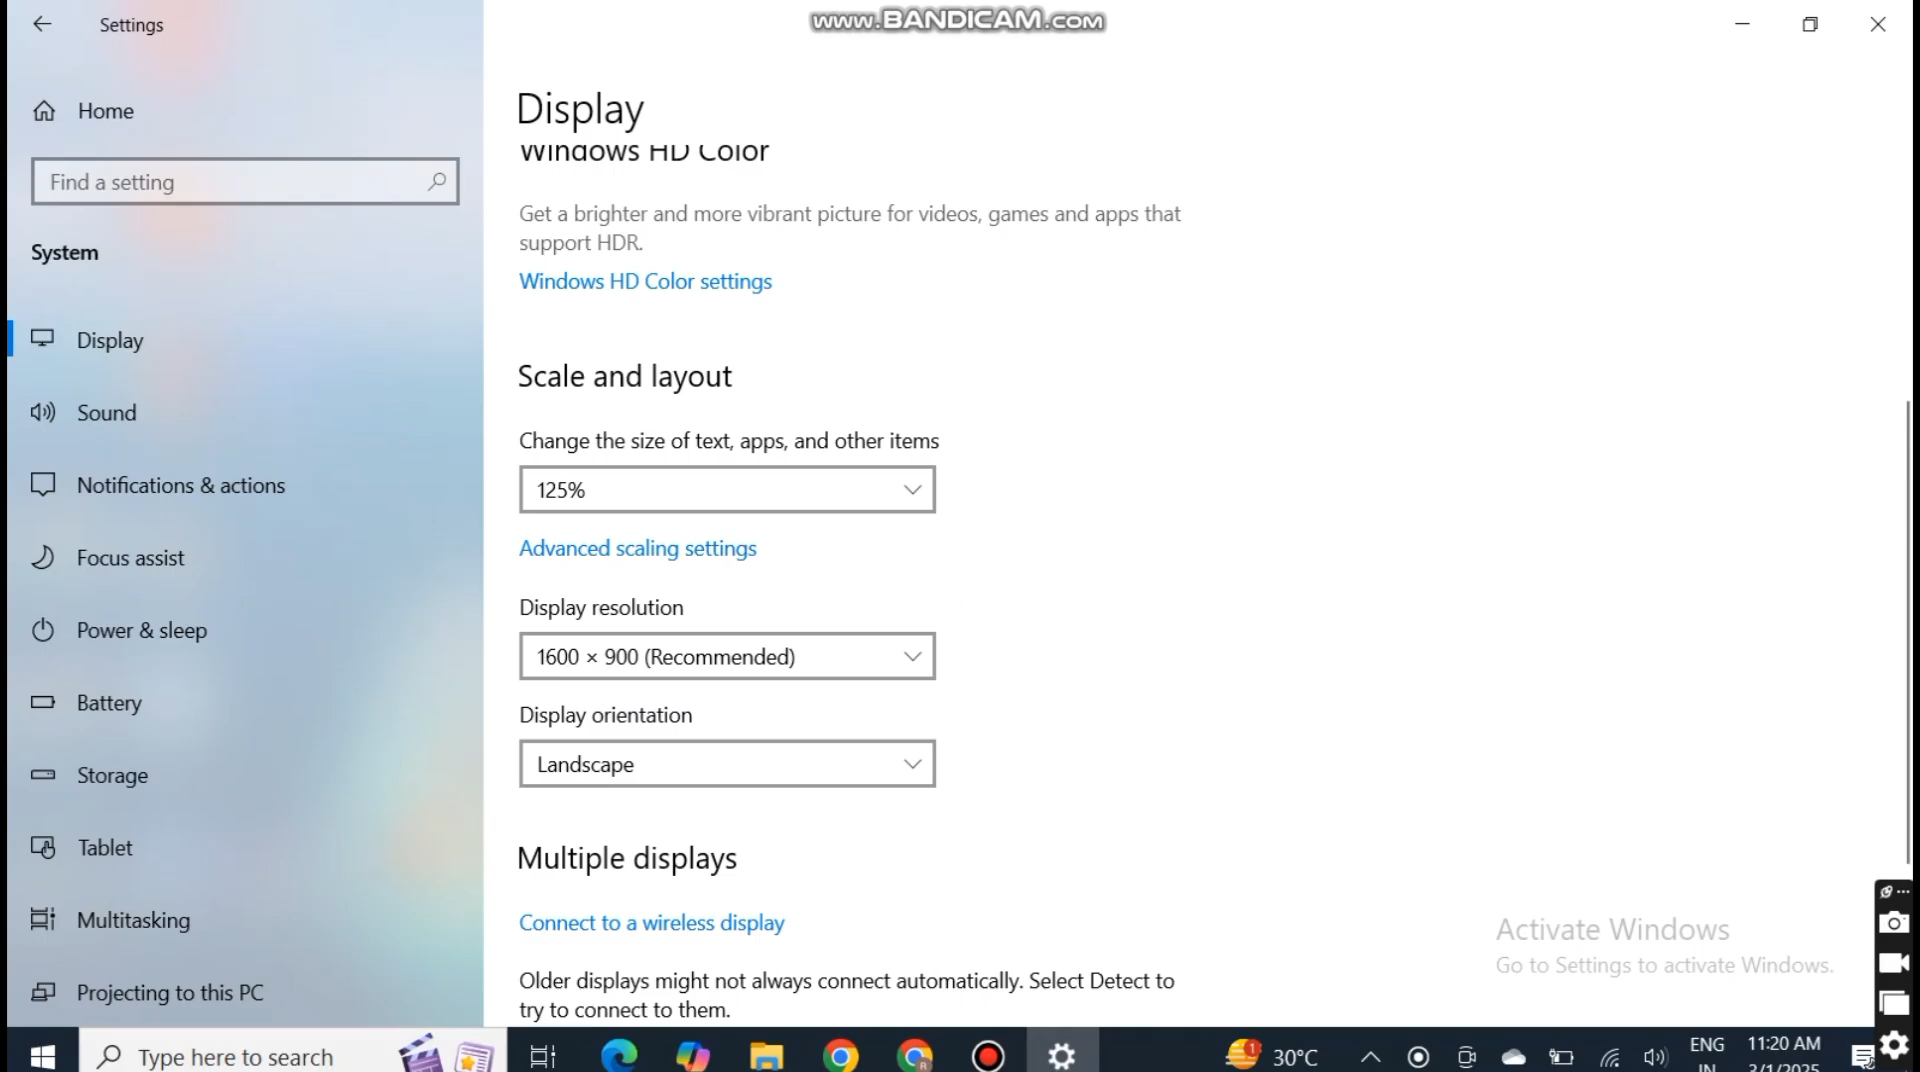 Settings
www.BANDICAM.com
Home
Display
Windows HD Color
Find a setting
Get a brighter and more vibrant picture for videos, games and apps that
support HDR.
System
Windows HD Color settings
Display
Scale and layout
Sound
Change the size of text, apps, and other items
Notifications & actions
125%
Focus assist
Advanced scaling settings
Display resolution
Power & sleep
1600 × 900 (Recommended)
Battery
Display orientation
Storage
Landscape
Tablet
Multiple displays
Multitasking
Connect to a wireless display
Activate Windows
Go to Settings to activate Windows.
Projecting to this PC
Older displays might not always connect automatically. Select Detect to
try to connect to them.
Type here to search
1
30°C
ENG
IN
11:20 AM
3/1/2025